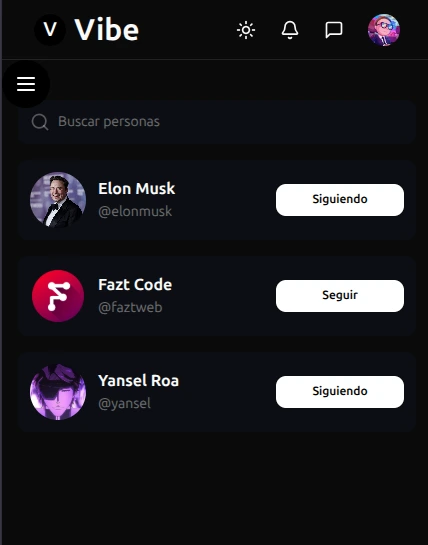 V Vibe
Buscar personas
Elon Musk
@elonmusk
Siguiendo
Fazt Code
@faztweb
Seguir
Yansel Roa
@yansel
Siguiendo